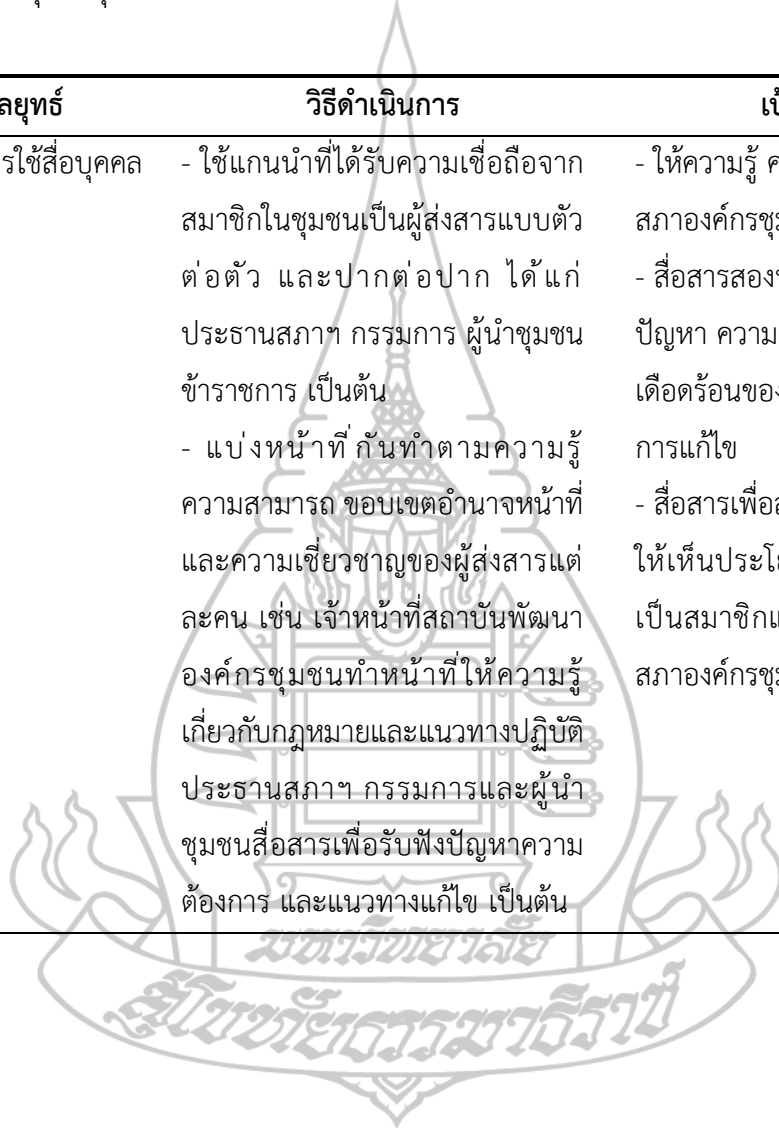 ลยุทธ์ วิธีดำเนินการ
รใช้สื่อบุคคล - ใช้แกนนำที่ได้รับความเชื่อถือจาก - ให้ความรู้
สมาชิกในชุมชนเป็นผู้ส่งสารแบบตัว สภาองค์กรชุ
ต่อตัว และปากต่อปาก ได้แก่ - สื่อสารสอง
ประธานสภาฯ กรรมการ ผู้นำชุมชน ปัญหา ความ
ข้าราชการ เป็นต้น เดือดร้อนของ
- แบ่งหน้าที่กันทำตามความรู้ การแก้ไข
ความสามารถ ขอบเขตอำนาจหน้าที่ - สื่อสารเพื่อ
และความเชี่ยวชาญของผู้ส่งสารแต่ ให้เห็นประโย
ละคน เช่น เจ้าหน้าที่สถาบันพัฒนา เป็นสมาชิกแ
องค์กรชุมชนทำหน้าที่ให้ความรู้ สภาองค์กรชุ
เกี่ยวกับกฎหมายและแนวทางปฏิบัติ
ประธานสภาฯ กรรมการและผู้นำ
ชุมชนสื่อสารเพื่อรับฟังปัญหาความ
ต้องการ และแนวทางแก้ไข เป็นต้น
มหาวิทยาลัย
สุโขทัยธรรมาธิราช